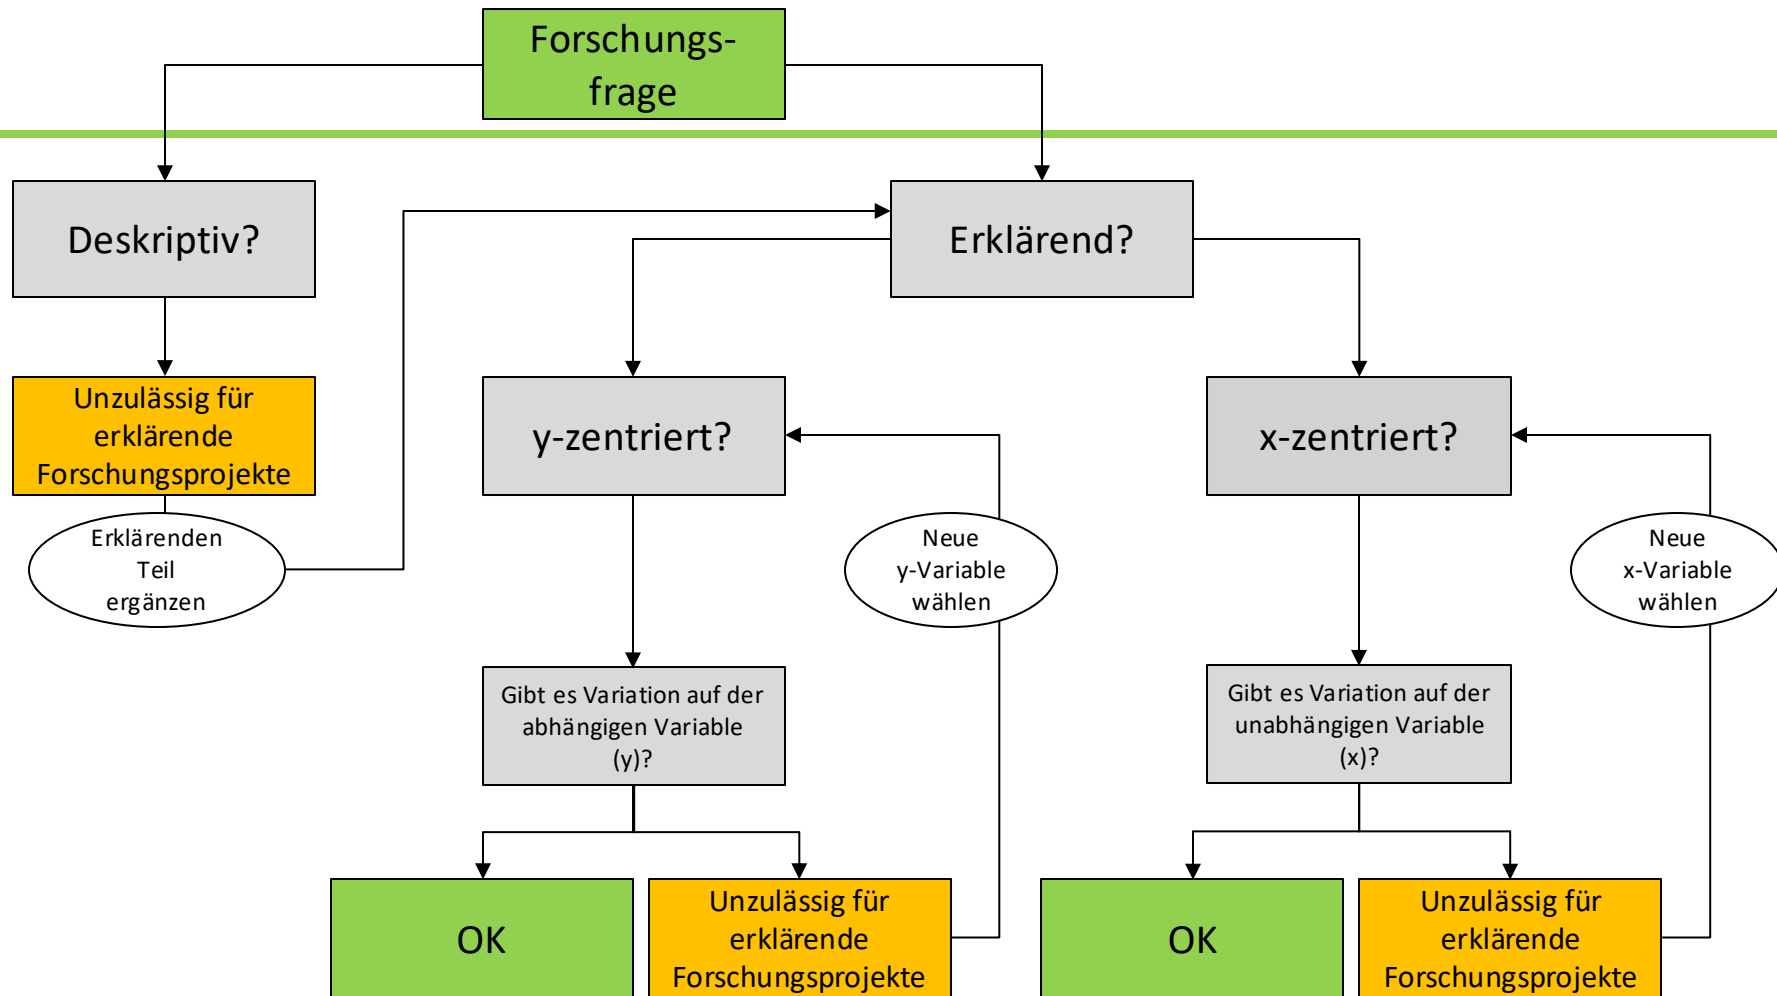 Forschungs-
frage
Deskriptiv?
Erklärend?
Unzulässig für
erklärende
Forschungsprojekte
y-zentriert?
x-zentriert?
Erklärenden
Teil
ergänzen
Neue
y-Variable
wählen
Neue
x-Variable
wählen
Gibt es Variation auf der
abhängigen Variable
(y)?
Gibt es Variation auf der
unabhängigen Variable
(x)?
OK
Unzulässig für
erklärende
Forschungsprojekte
OK
Unzulässig für
erklärende
Forschungsprojekte